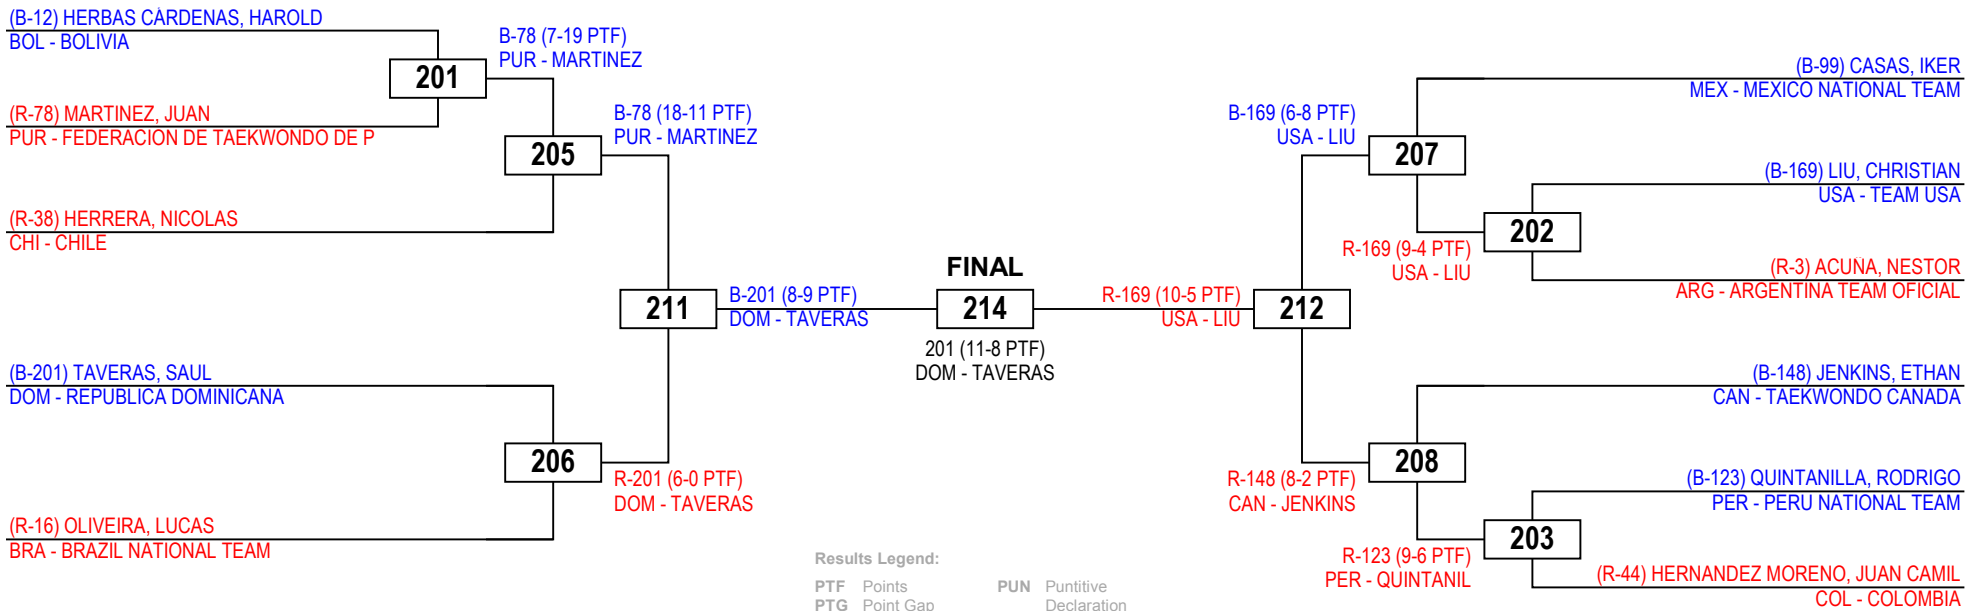 (B-12) HERBAS CÁRDENAS, HAROLD
BOL - BOLIVIA
201
(R-78) MARTINEZ, JUAN
PUR - FEDERACION DE TAEKWONDO DE P
B-78 (7-19 PTF)
PUR - MARTINEZ
205
(R-38) HERRERA, NICOLAS
CHI - CHILE
B-78 (18-11 PTF)
PUR - MARTINEZ
211
(B-201) TAVERAS, SAUL
DOM - REPUBLICA DOMINICANA
206
(R-16) OLIVEIRA, LUCAS
BRA - BRAZIL NATIONAL TEAM
R-201 (6-0 PTF)
DOM - TAVERAS
B-201 (8-9 PTF)
DOM - TAVERAS
FINAL
214
201 (11-8 PTF)
DOM - TAVERAS
R-169 (10-5 PTF)
USA - LIU
212
B-169 (6-8 PTF)
USA - LIU
207
(B-99) CASAS, IKER
MEX - MEXICO NATIONAL TEAM
(B-169) LIU, CHRISTIAN
USA - TEAM USA
202
R-169 (9-4 PTF)
USA - LIU
(R-3) ACUÑA, NESTOR
ARG - ARGENTINA TEAM OFICIAL
(B-148) JENKINS, ETHAN
CAN - TAEKWONDO CANADA
208
R-148 (8-2 PTF)
CAN - JENKINS
(B-123) QUINTANILLA, RODRIGO
PER - PERU NATIONAL TEAM
203
R-123 (9-6 PTF)
PER - QUINTANIL
(R-44) HERNANDEZ MORENO, JUAN CAMIL
COL - COLOMBIA
Results Legend:
PTF Points PUN Puntitive
PTG Point Gap Declaration